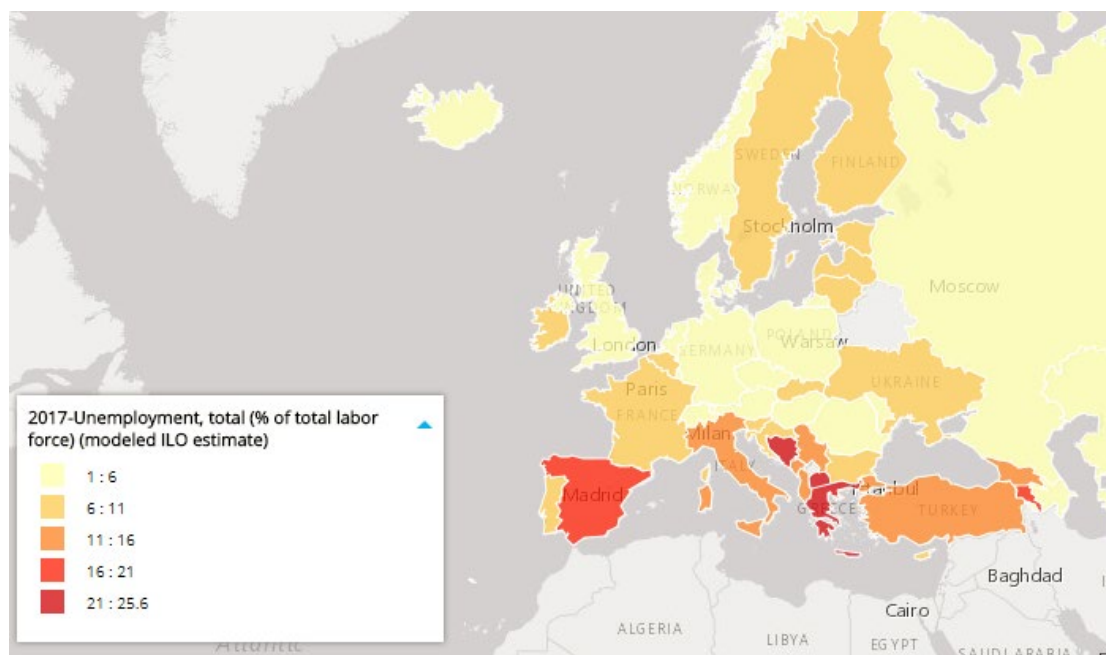 SWEDEN
FINLAND
NORWAY
Stockholm
Moscow
UNITED
KINGDOM
London
GERMANY
POLAND
Warsaw
Paris
UKRAINE
FRANCE
Milan
ITALY
Madrid
Istanbul
GREECE
TURKEY
Baghdad
Cairo
ALGERIA
LIBYA
EGYPT
SAUDI ARABIA
Atlantic
2017-Unemployment, total (% of total labor
force) (modeled ILO estimate)
1 : 6
6 : 11
11 : 16
16 : 21
21 : 25.6